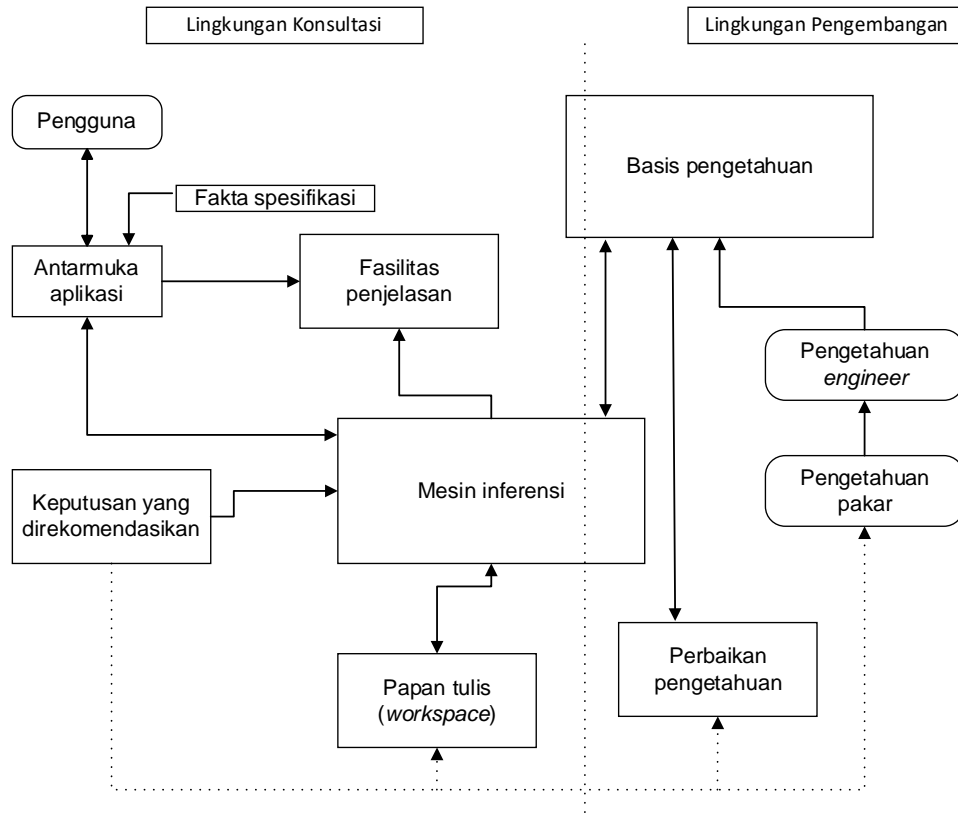 Lingkungan Konsultasi
Lingkungan Pengembangan
Pengguna
Basis pengetahuan
Fakta spesifikasi
Antarmuka
aplikasi
Fasilitas
penjelasan
Pengetahuan
engineer
Keputusan yang
direkomendasikan
Mesin inferensi
Pengetahuan
pakar
Papan tulis
(workspace)
Perbaikan
pengetahuan